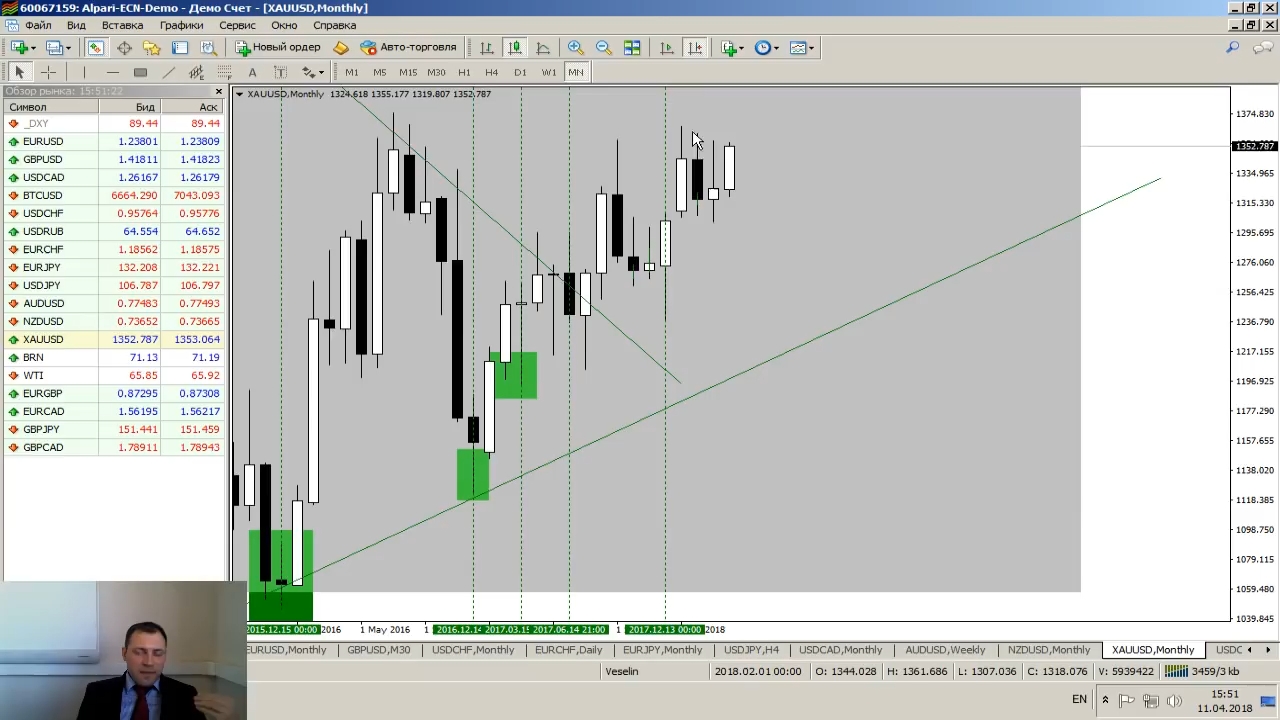 60067159: Alpari-ECN-Demo - Демо Счет - [XAUUSD,Monthly]
Файл Вид Вставка Графики Сервис Окно Справка
Новый ордер Авто-торговля
A T M1 M5 M15 M30 H1 H4 D1 W1 MN
Обзор рынка: 15:51:22
Символ Бид Аск
_DXY 89.44 89.44
EURUSD 1.23801 1.23809
GBPUSD 1.41811 1.41823
USDCAD 1.26167 1.26179
BTCUSD 6664.290 7043.093
USDCHF 0.95764 0.95776
USDRUB 64.554 64.652
EURCHF 1.18562 1.18575
EURJPY 132.208 132.221
USDJPY 106.787 106.797
AUDUSD 0.77483 0.77493
NZDUSD 0.73652 0.73665
XAUUSD 1352.787 1353.064
BRN 71.13 71.19
WTI 65.85 65.92
EURGBP 0.87295 0.87308
EURCAD 1.56195 1.56217
GBPJPY 151.441 151.459
GBPCAD 1.78911 1.78943
XAUUSD,Monthly 1324.618 1355.177 1319.807 1352.787
1374.830
1352.787
1334.965
1315.330
1295.695
1276.060
1256.425
1236.790
1217.155
1196.925
1177.290
1157.655
1138.020
1118.385
1098.750
1079.115
1059.480
1039.845
2015.12.15 00:00 2016 1 May 2016 1 2016.12.14 2017.03.15 2017.06.14 21:00 1 2017.12.13 00:00 2018
EURUSD,Monthly GBPUSD,M30 USDCHF,Monthly EURCHF,Daily EURJPY,Monthly USDJPY,H4 USDCAD,Monthly AUDUSD,Weekly NZDUSD,Monthly XAUUSD,Monthly USDC
Veselin 2018.02.01 00:00 O: 1344.028 H: 1361.686 L: 1307.036 C: 1318.076 V: 5939422 3459/3 kb
EN 15:51
11.04.2018